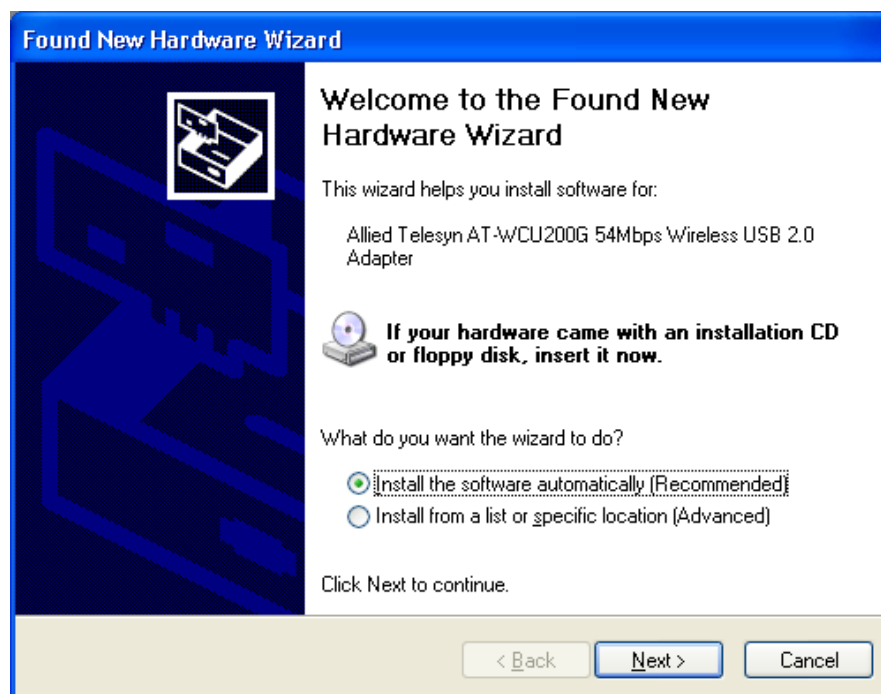 Found New Hardware Wizard
Welcome to the Found New
Hardware Wizard
This wizard helps you install software for:
Allied Telesyn AT-WCU200G 54Mbps Wireless USB 2.0
Adapter
If your hardware came with an installation CD
or floppy disk, insert it now.
What do you want the wizard to do?
Install the software automatically (Recommended)
Install from a list or specific location (Advanced)
Click Next to continue.
< Back Next > Cancel